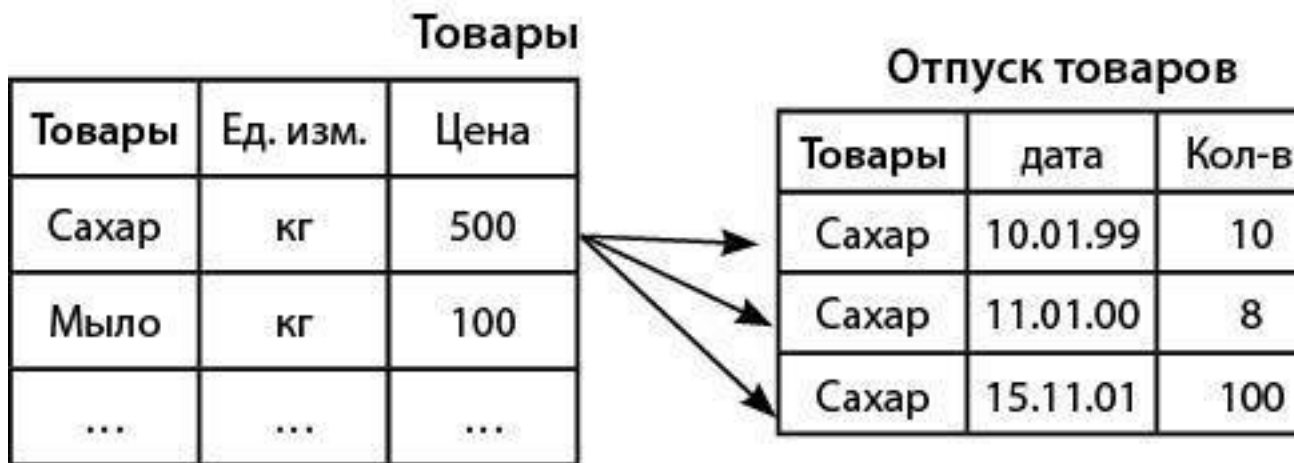 Товары
Товары Ед. изм. Цена
Сахар кг 500
Мыло кг 100
... ... ...
Отпуск товаров
Товары дата Кол-в
Сахар 10.01.99 10
Сахар 11.01.00 8
Сахар 15.11.01 100